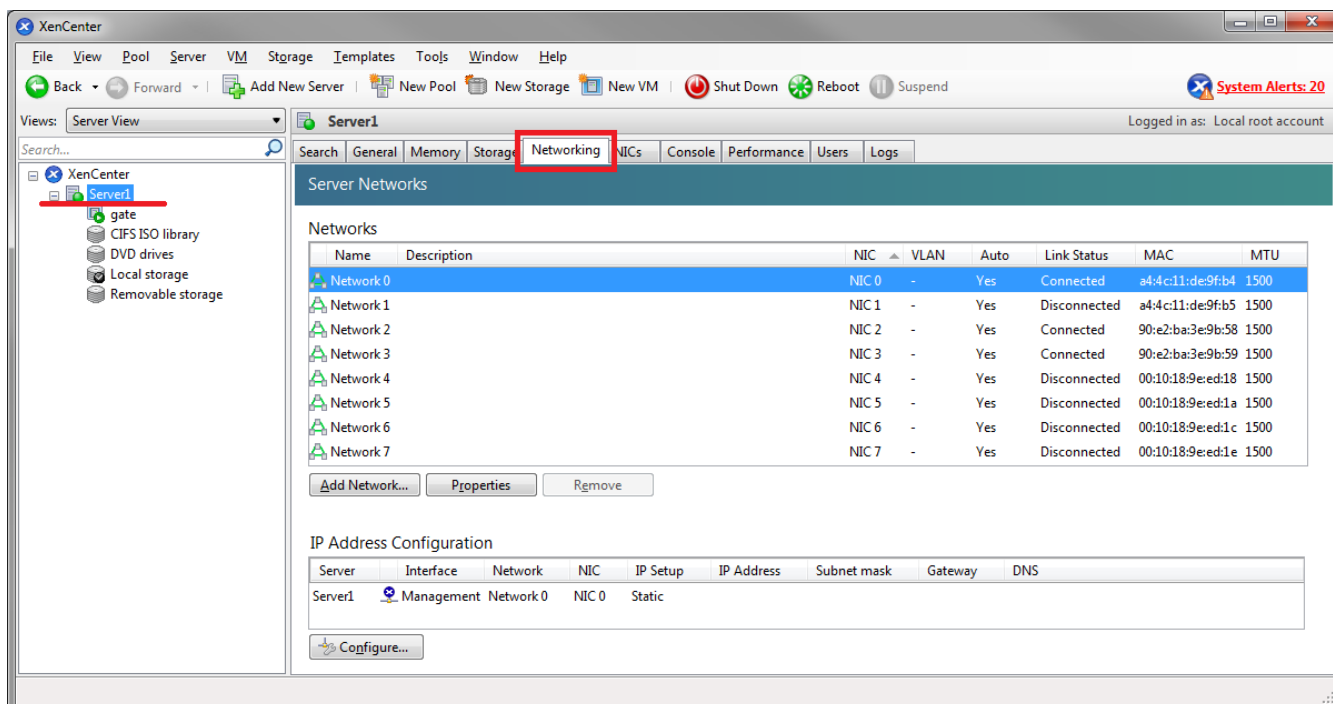 XenCenter
File View Pool Server VM Storage Templates Tools Window Help
Back Forward Add New Server New Pool New Storage New VM Shut Down Reboot Suspend System Alerts: 20
Views: Server View Server1 Logged in as: Local root account
Search... Search General Memory Storage Networking NICs Console Performance Users Logs
XenCenter
Server1
gate
CIFS ISO library
DVD drives
Local storage
Removable storage
Server Networks
Networks
Name Description NIC VLAN Auto Link Status MAC MTU
Network 0 NIC 0 - Yes Connected a4:4c:11:de:9f:b4 1500
Network 1 NIC 1 - Yes Disconnected a4:4c:11:de:9f:b5 1500
Network 2 NIC 2 - Yes Connected 90:e2:ba:3e:9b:58 1500
Network 3 NIC 3 - Yes Connected 90:e2:ba:3e:9b:59 1500
Network 4 NIC 4 - Yes Disconnected 00:10:18:9e:ed:18 1500
Network 5 NIC 5 - Yes Disconnected 00:10:18:9e:ed:1a 1500
Network 6 NIC 6 - Yes Disconnected 00:10:18:9e:ed:1c 1500
Network 7 NIC 7 - Yes Disconnected 00:10:18:9e:ed:1e 1500
Add Network... Properties Remove
IP Address Configuration
Server Interface Network NIC IP Setup IP Address Subnet mask Gateway DNS
Server1 Management Network 0 NIC 0 Static
Configure...